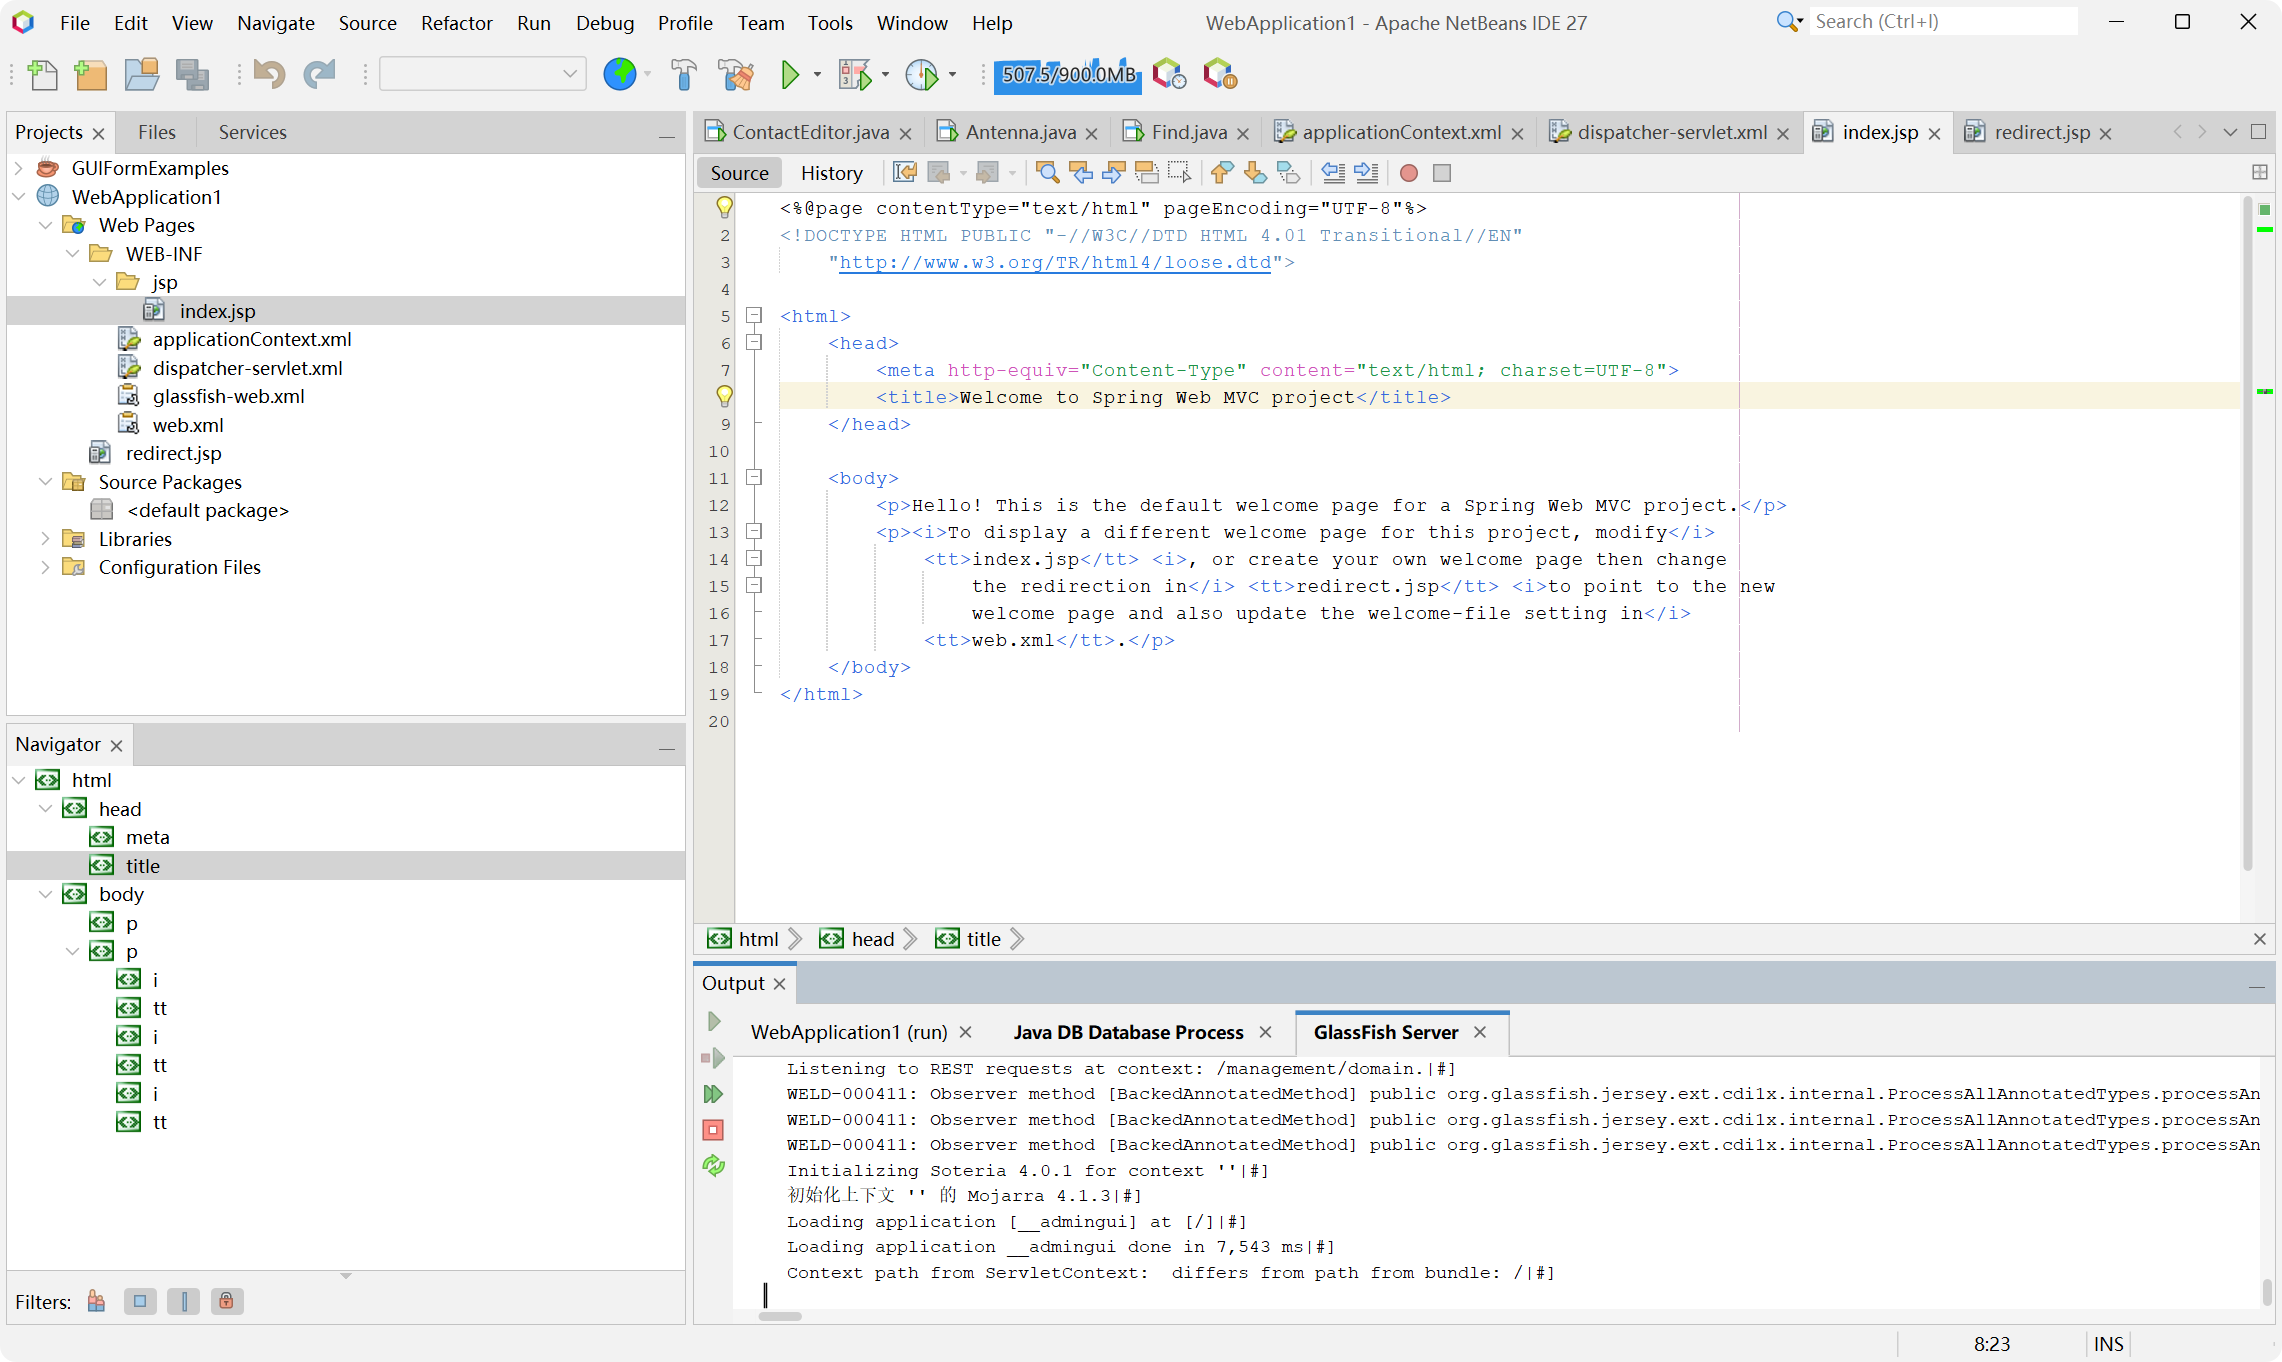 File Edit View Navigate Source Refactor Run Debug Profile Team Tools Window Help
WebApplication1 - Apache NetBeans IDE 27
Search (Ctrl+I)
507.5/900.0MB
Projects
Files
Services
GUIFormExamples
WebApplication1
Web Pages
WEB-INF
jsp
index.jsp
applicationContext.xml
dispatcher-servlet.xml
glassfish-web.xml
web.xml
redirect.jsp
Source Packages
<default package>
Libraries
Configuration Files
Navigator
html
head
meta
title
body
p
p
i
tt
i
tt
i
tt
Filters:
ContactEditor.java
Antenna.java
Find.java
applicationContext.xml
dispatcher-servlet.xml
index.jsp
redirect.jsp
Source
History
<%@page contentType="text/html" pageEncoding="UTF-8"%>
2 <!DOCTYPE HTML PUBLIC "-//W3C//DTD HTML 4.01 Transitional//EN"
3 "http://www.w3.org/TR/html4/loose.dtd">
4
5 <html>
6 <head>
7 <meta http-equiv="Content-Type" content="text/html; charset=UTF-8">
<title>Welcome to Spring Web MVC project</title>
9 </head>
10
11 <body>
12 <p>Hello! This is the default welcome page for a Spring Web MVC project.</p>
13 <p><i>To display a different welcome page for this project, modify</i>
14 <tt>index.jsp</tt> <i>, or create your own welcome page then change
15 the redirection in</i> <tt>redirect.jsp</tt> <i>to point to the new
16 welcome page and also update the welcome-file setting in</i>
17 <tt>web.xml</tt>.</p>
18 </body>
19 </html>
20
html head title
Output
WebApplication1 (run)
Java DB Database Process
GlassFish Server
Listening to REST requests at context: /management/domain.|#]
WELD-000411: Observer method [BackedAnnotatedMethod] public org.glassfish.jersey.ext.cdi1x.internal.ProcessAllAnnotatedTypes.processAn
WELD-000411: Observer method [BackedAnnotatedMethod] public org.glassfish.jersey.ext.cdi1x.internal.ProcessAllAnnotatedTypes.processAn
WELD-000411: Observer method [BackedAnnotatedMethod] public org.glassfish.jersey.ext.cdi1x.internal.ProcessAllAnnotatedTypes.processAn
Initializing Soteria 4.0.1 for context ''|#]
初始化上下文 '' 的 Mojarra 4.1.3|#]
Loading application [__admingui] at [/]|#]
Loading application __admingui done in 7,543 ms|#]
Context path from ServletContext:  differs from path from bundle: /|#]
8:23
INS